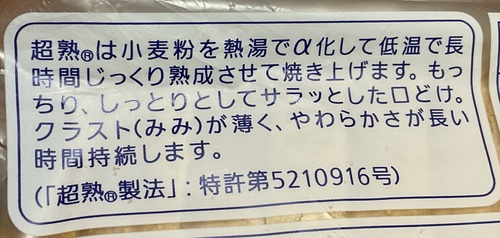 超熟®は小麦粉を熱湯でα化して低温で長
時間じっくり熟成させて焼き上げます。もっ
ちり、しっとりとしてサラッとした口どけ。
クラスト(みみ)が薄く、やわらかさが長い
時間持続します。
(「超熟®製法」:特許第5210916号)